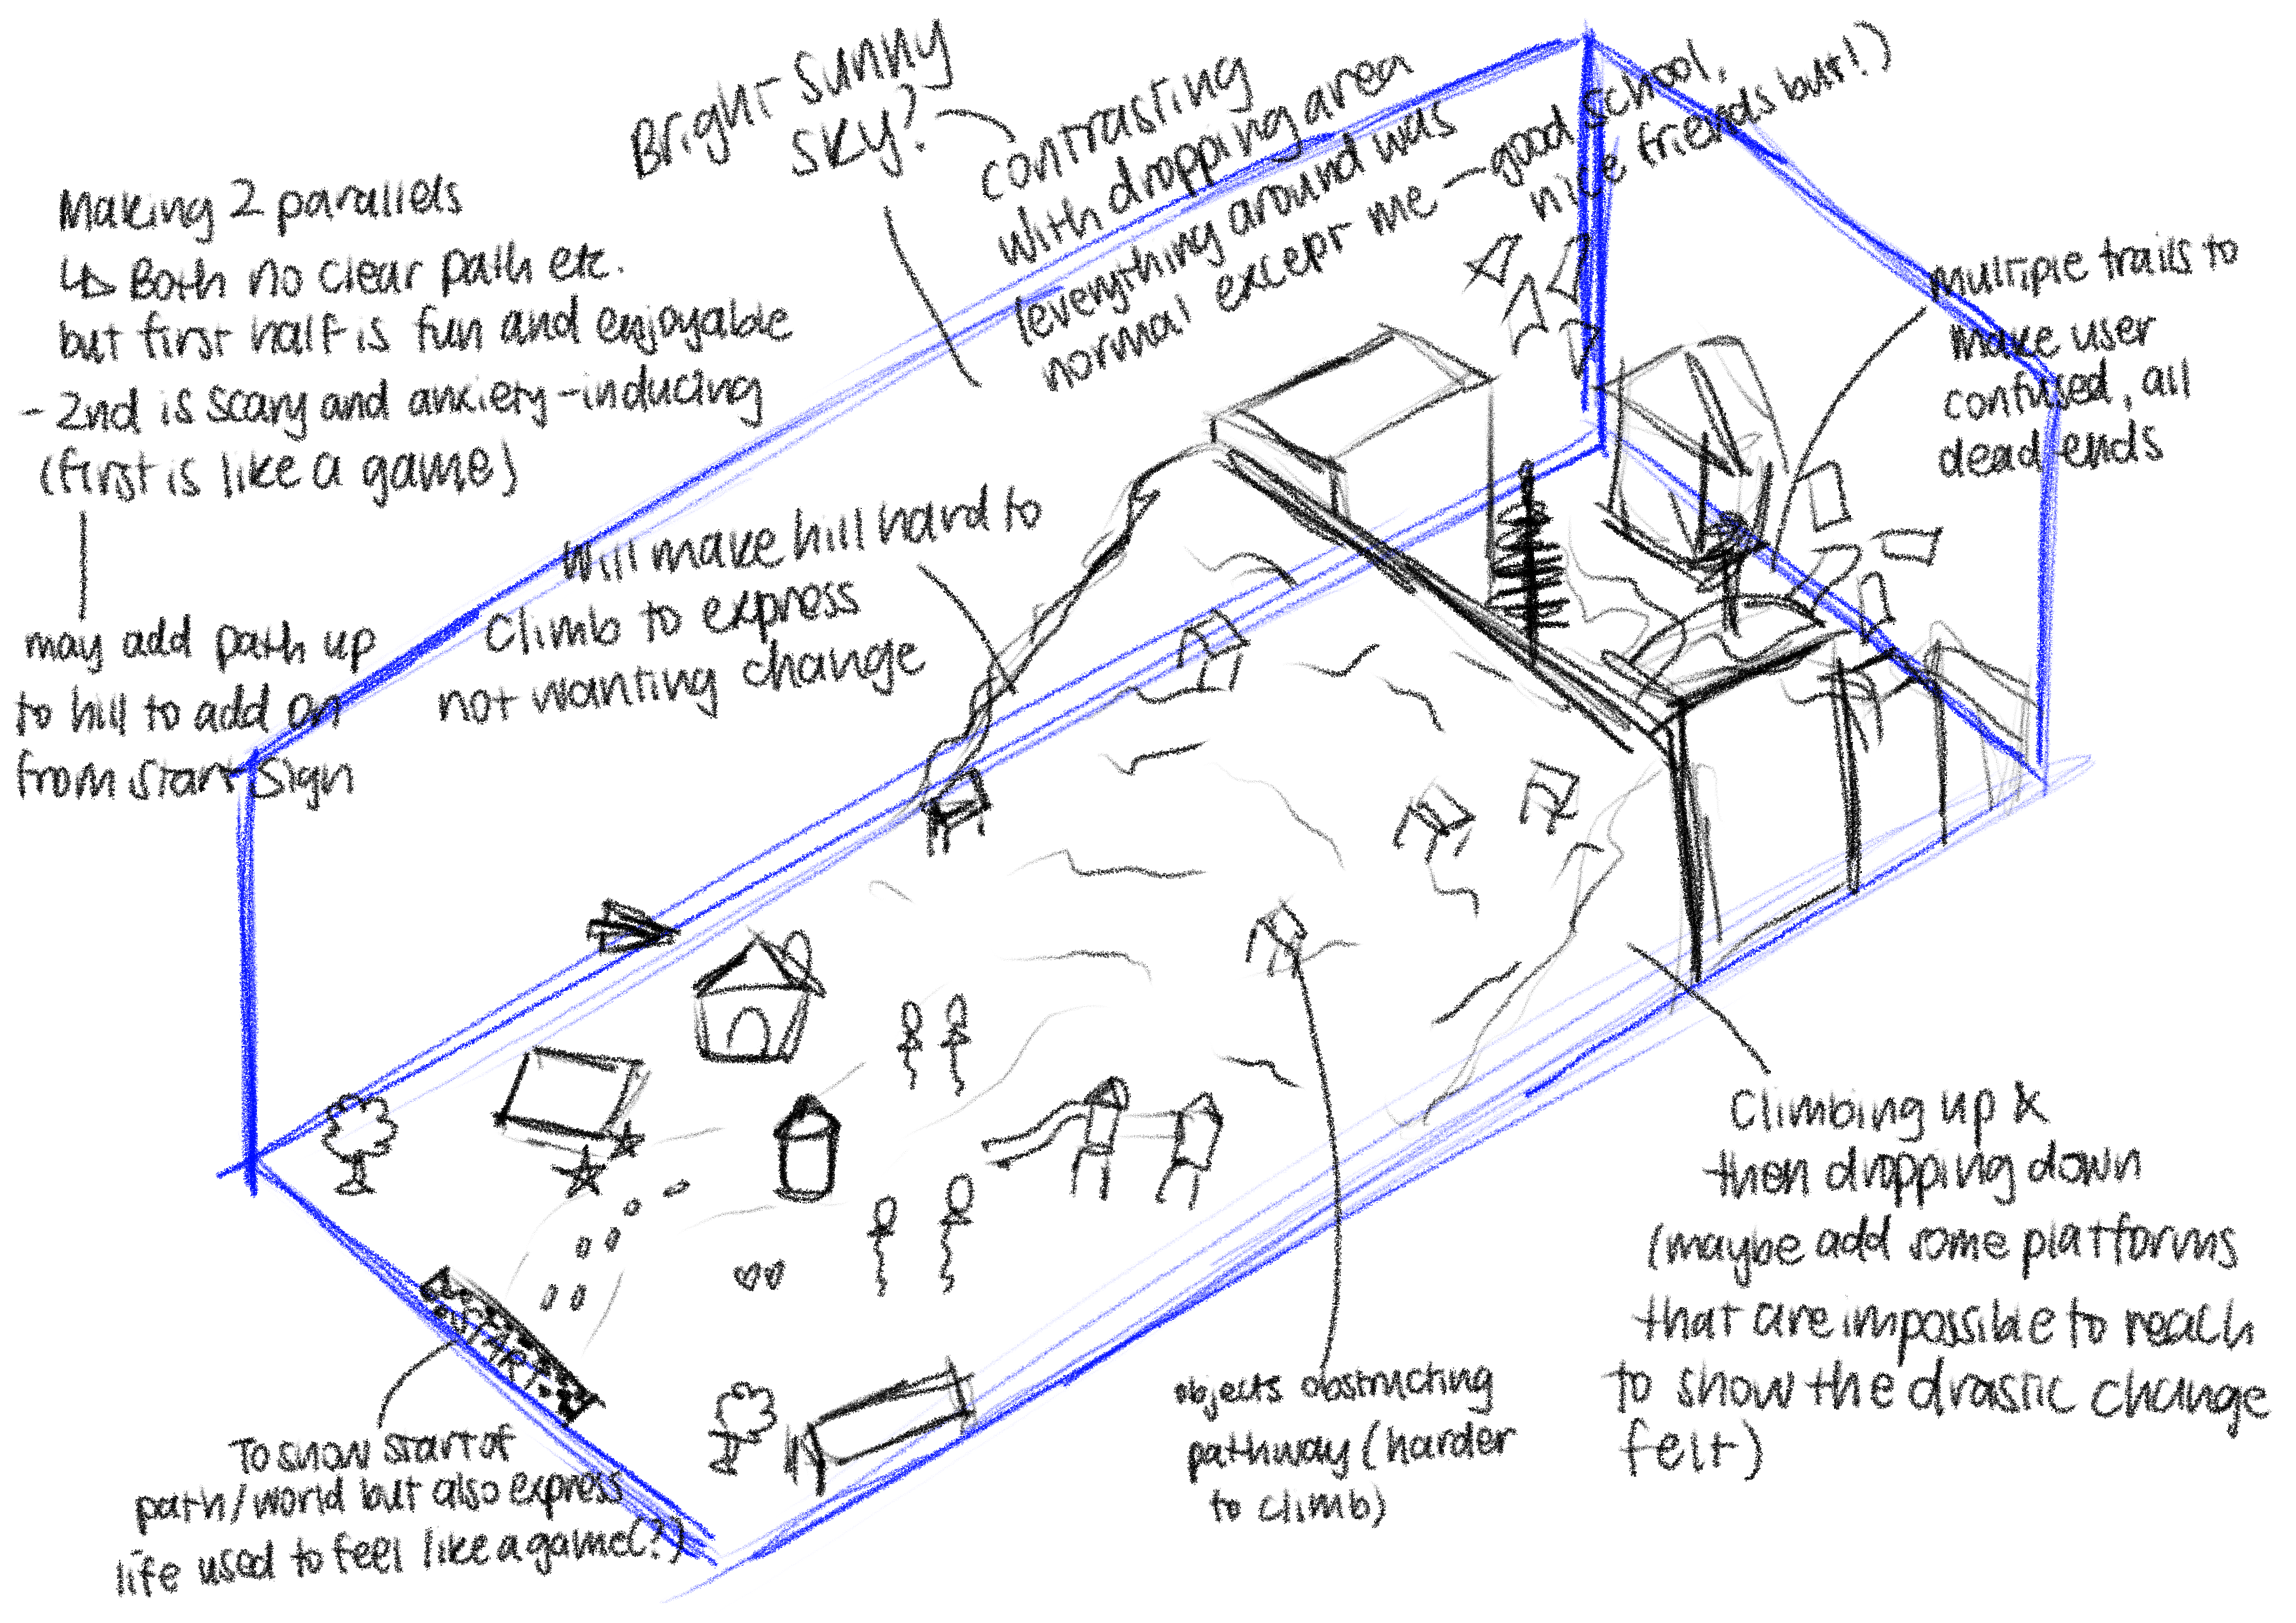 Bright Sunny
Sky?
contrasting
with dropping area
(everything around was
normal except me — good school,
nice friends but!)
Making 2 parallels
↳ Both no clear path etc.
but first half is fun and enjoyable
- 2nd is scary and anxiety-inducing
(first is like a game)
may add path up
to hill to add on
from start sign
Will make hill hard to
climb to express
not wanting change
Multiple trails to
make user
confused, all
dead ends
START
To show start of
path/world but also express
life used to feel like a game(?)
objects obstructing
pathway (harder
to climb)
Climbing up &
then dropping down
(maybe add some platforms
that are impossible to reach
to show the drastic change
felt)